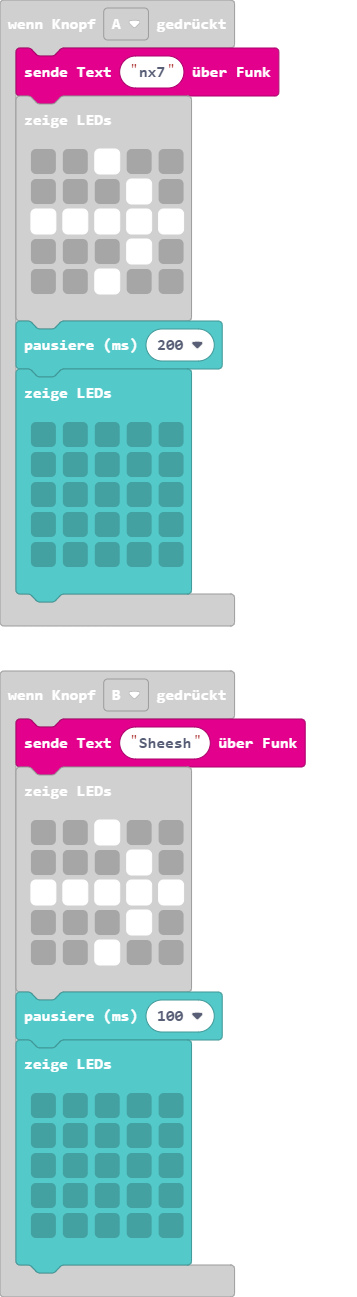 wenn Knopf A gedrückt
sende Text "nx7" über Funk
zeige LEDs
pausiere (ms) 200
zeige LEDs
wenn Knopf B gedrückt
sende Text "Sheesh" über Funk
zeige LEDs
pausiere (ms) 100
zeige LEDs